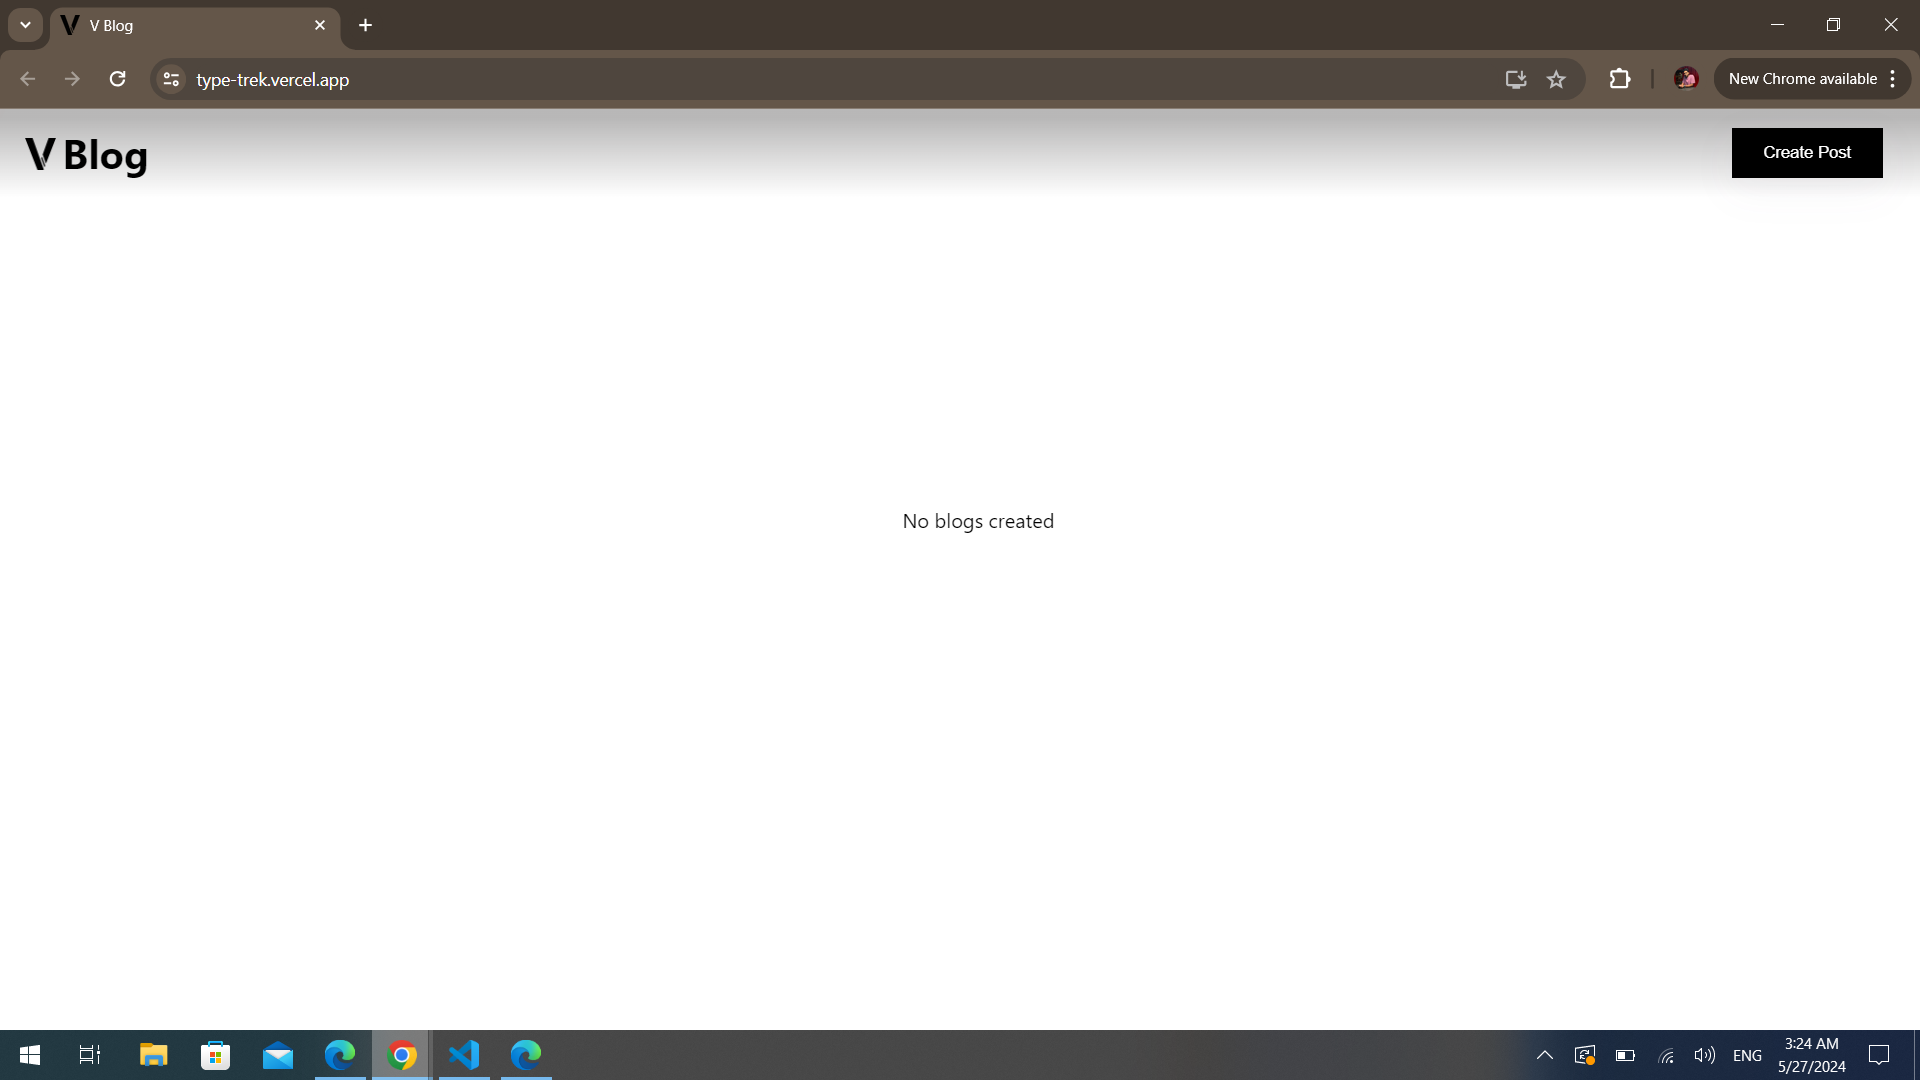 V Blog
type-trek.vercel.app
New Chrome available
V Blog
Create Post
No blogs created
ENG
3:24 AM
5/27/2024